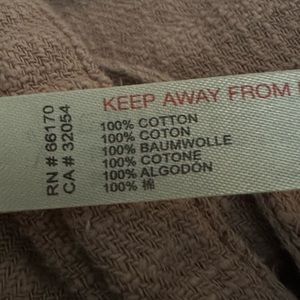 RN # 66170
CA # 32054
KEEP AWAY FROM
100% COTTON
100% COTON
100% BAUMWOLLE
100% COTONE
100% ALGODÓN
100% 棉